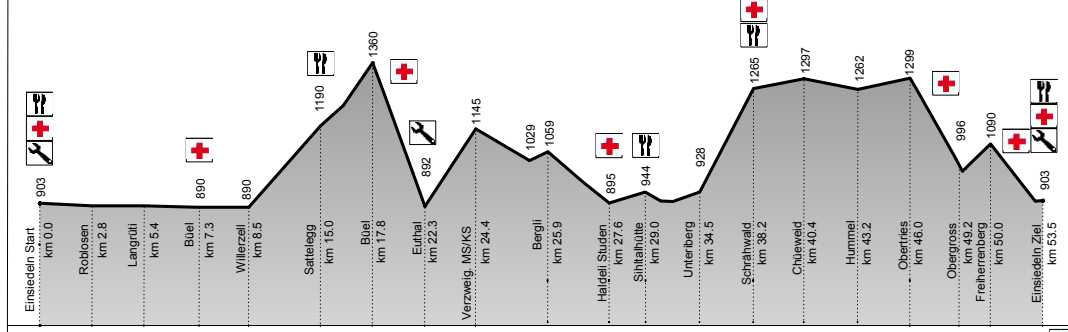 903
890
890
1190
1360
892
1145
1029
1059
895
944
928
1265
1297
1262
1299
996
1090
903
Einsiedeln Start
km 0.0
Roblosen
km 2.8
Langrüti
km 5.4
Büel
km 7.3
Willerzell
km 8.5
Sattelegg
km 15.0
Büel
km 17.8
Euthal
km 22.3
Verzweig. MS/KS
km 24.4
Bergli
km 25.9
Haldeli Studen
km 27.6
Sihltalhütte
km 29.0
Unteriberg
km 34.5
Schrähwald
km 38.2
Chüeweid
km 40.4
Hummel
km 43.2
Obertries
km 46.0
Obergross
km 49.2
Freiherrenberg
km 50.0
Einsiedeln Ziel
km 53.5